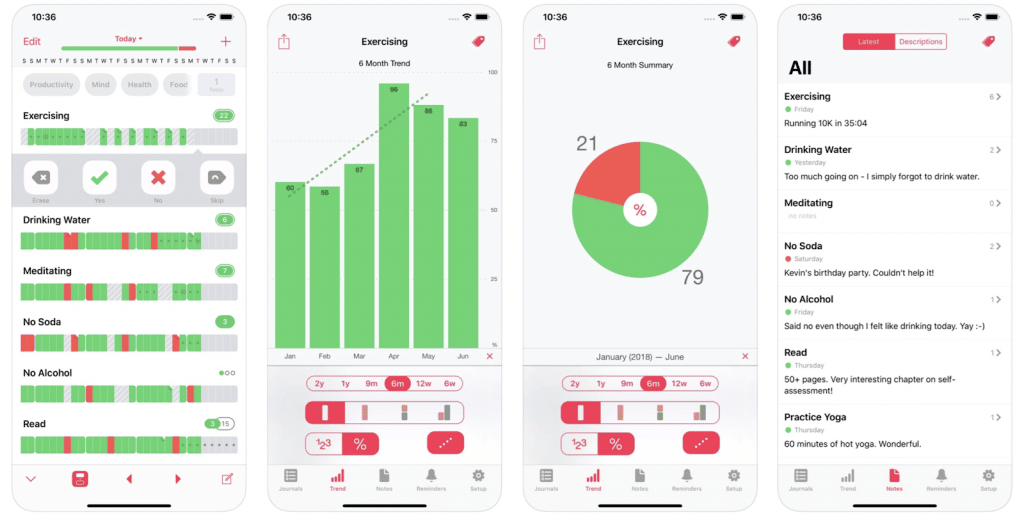 10:36
Edit
Today
+
S S M T W T F S S M T W T F S S M T W T F S S M T W T F S S
Productivity
Mind
Health
Food
1
Exercising
22
Erase
Yes
No
Skip
Drinking Water
6
Meditating
7
No Soda
3
No Alcohol
Read
3 15
10:36
Exercising
6 Month Trend
100
75
50
25
%
60
67
96
88
83
Jan Feb Mar Apr May Jun
2y 1y 9m 6m 12w 6w
123 %
Journals Trend Notes Reminders Setup
10:36
Exercising
6 Month Summary
21
%
79
January (2018) — June
2y 1y 9m 6m 12w 6w
123 %
Journals Trend Notes Reminders Setup
10:36
Latest Descriptions
All
Exercising 6
Friday
Running 10K in 35:04
Drinking Water 2
Yesterday
Too much going on - I simply forgot to drink water.
Meditating 0
no notes
No Soda 2
Saturday
Kevin's birthday party. Couldn't help it!
No Alcohol 1
Friday
Said no even though I felt like drinking today. Yay :-)
Read 1
Thursday
50+ pages. Very interesting chapter on self-
assessment!
Practice Yoga 1
Thursday
60 minutes of hot yoga. Wonderful.
Journals Trend Notes Reminders Setup